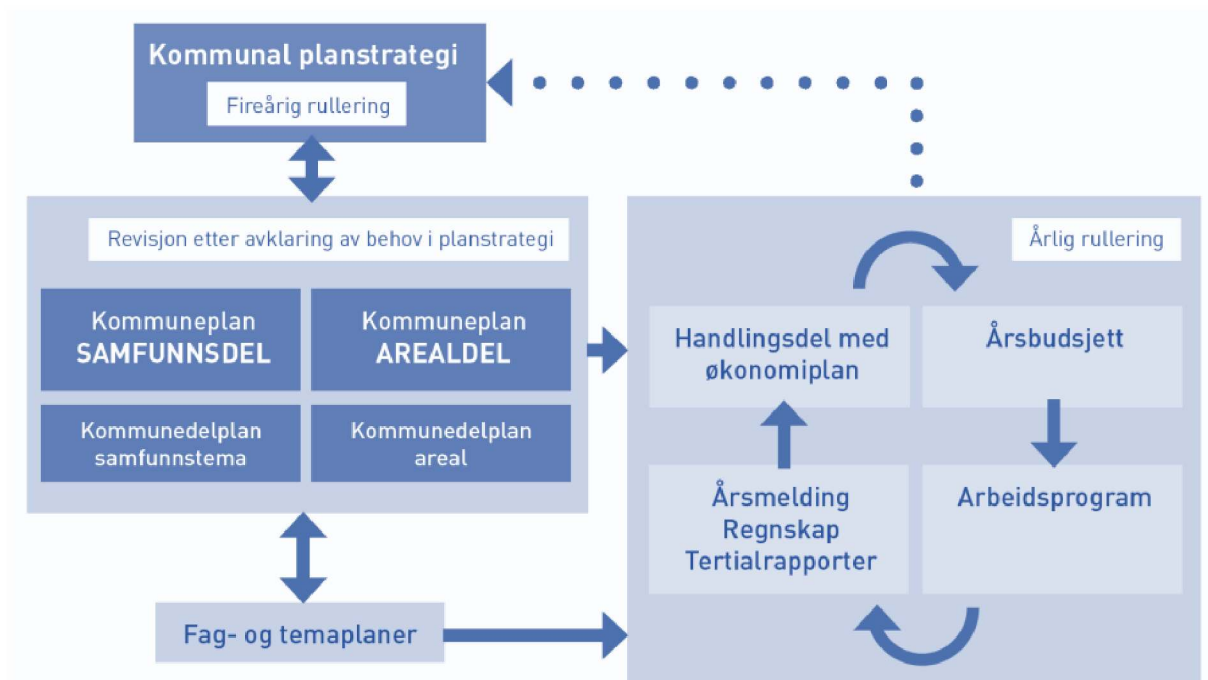 Kommunal planstrategi
Fireårig rullering
Revisjon etter avklaring av behov i planstrategi
Kommuneplan
SAMFUNNSDEL
Kommuneplan
AREALDEL
Kommunedelplan
samfunnstema
Kommunedelplan
areal
Fag- og temaplaner
Årlig rullering
Handlingsdel med
økonomiplan
Årsbudsjett
Årsmelding
Regnskap
Tertialrapporter
Arbeidsprogram